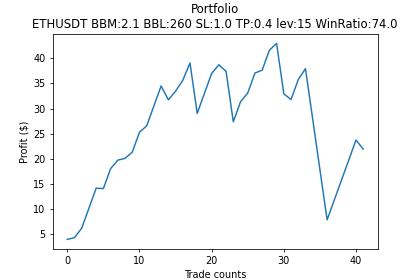 Portfolio
ETHUSDT BBM:2.1 BBL:260 SL:1.0 TP:0.4 lev:15 WinRatio:74.0
40
35
30
25
20
15
10
5
Profit ($)
0 10 20 30 40
Trade counts